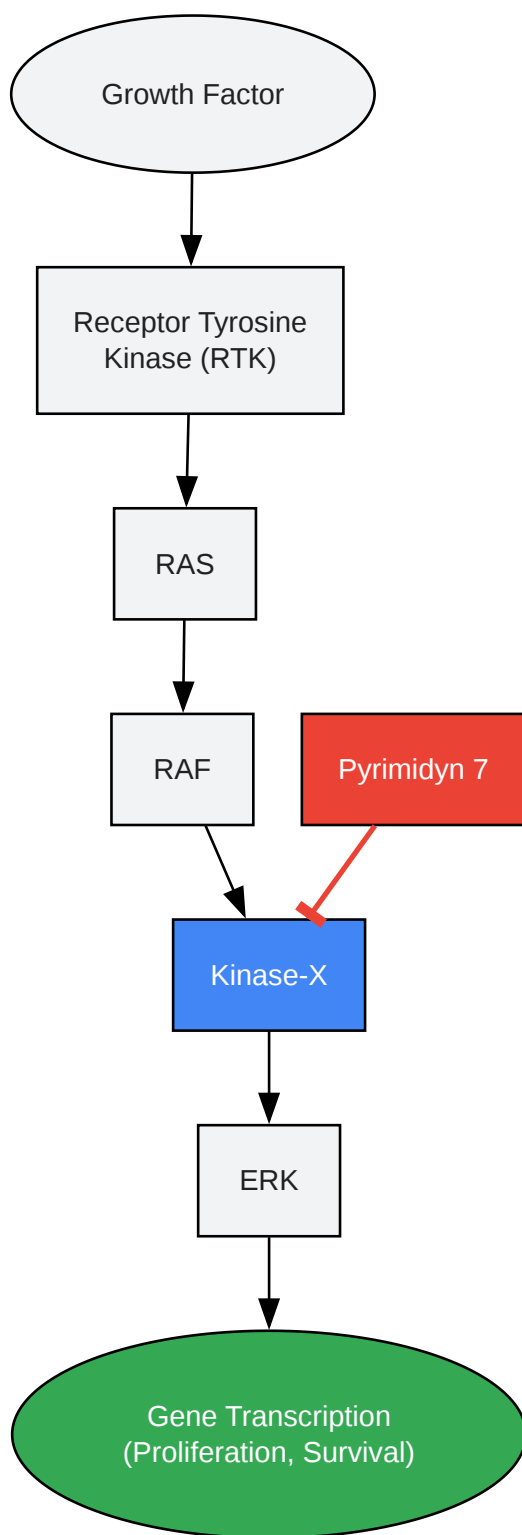 Growth Factor
Receptor Tyrosine
Kinase (RTK)
RAS
RAF
Pyrimidyn 7
Kinase-X
ERK
Gene Transcription
(Proliferation, Survival)